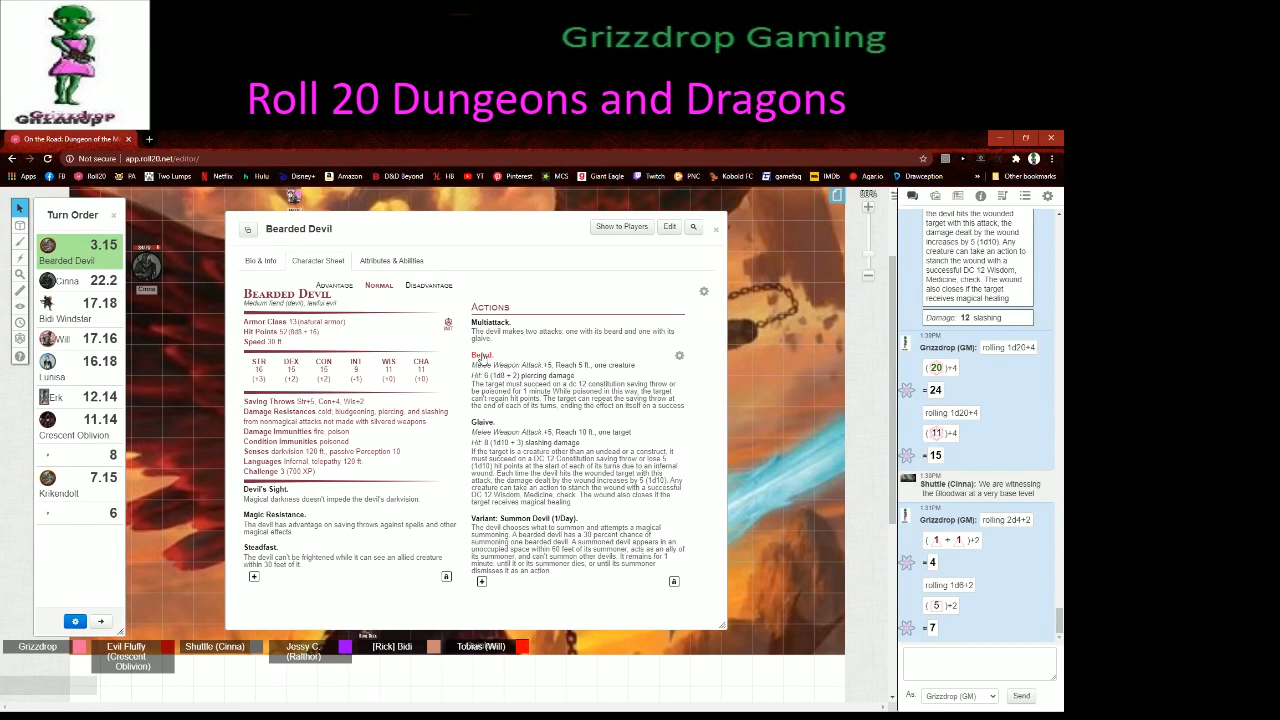 Grizzdrop
Grizzdrop Gaming
Roll 20 Dungeons and Dragons
On the Road: Dungeon of the M
Not secure | app.roll20.net/editor/
Apps FB Roll20 PA Two Lumps Netflix Hulu Disney+ Amazon D&D Beyond HB YT Pinterest MCS Giant Eagle Twitch PNC Kobold FC gamefaq IMDb Agar.io Drawception » Other bookmarks
Turn Order
3.15
Bearded Devil
Cinna 22.2
17.18
Bidi Windstar
Will 17.16
16.18
Lunisa
Erk 12.14
11.14
Crescent Oblivion
8
7.15
Krikendolt
6
Cinna
Bearded Devil
Show to Players Edit
Bio & Info Character Sheet Attributes & Abilities
Advantage Normal Disadvantage
Bearded Devil
Medium fiend (devil), lawful evil
Armor Class 13 (natural armor)
Hit Points 52 (8d8 + 16)
Speed 30 ft
INIT
STR DEX CON INT WIS CHA
16 15 15 9 11 11
(+3) (+2) (+2) (-1) (+0) (+0)
Saving Throws Str+5, Con+4, Wis+2
Damage Resistances cold; bludgeoning, piercing, and slashing
from nonmagical attacks not made with silvered weapons
Damage Immunities fire, poison
Condition Immunities poisoned
Senses darkvision 120 ft., passive Perception 10
Languages Infernal, telepathy 120 ft.
Challenge 3 (700 XP)
Devil's Sight.
Magical darkness doesn't impede the devil's darkvision.
Magic Resistance.
The devil has advantage on saving throws against spells and other
magical effects.
Steadfast.
The devil can't be frightened while it can see an allied creature
within 30 feet of it.
Actions
Multiattack.
The devil makes two attacks: one with its beard and one with its
glaive.
Beard.
Melee Weapon Attack +5, Reach 5 ft., one creature
Hit: 6 (1d8 + 2) piercing damage
The target must succeed on a dc 12 constitution saving throw or
be poisoned for 1 minute While poisoned in this way, the target
can't regain hit points. The target can repeat the saving throw at
the end of each of its turns, ending the effect on itself on a success
Glaive.
Melee Weapon Attack +5, Reach 10 ft., one target
Hit: 8 (1d10 + 3) slashing damage
If the target is a creature other than an undead or a construct, it
must succeed on a DC 12 Constitution saving throw or lose 5
(1d10) hit points at the start of each of its turns due to an infernal
wound. Each time the devil hits the wounded target with this
attack, the damage dealt by the wound increases by 5 (1d10). Any
creature can take an action to stanch the wound with a successful
DC 12 Wisdom, Medicine, check. The wound also closes if the
target receives magical healing
Variant: Summon Devil (1/Day).
The devil chooses what to summon and attempts a magical
summoning. A bearded devil has a 30 percent chance of
summoning one bearded devil. A summoned devil appears in an
unoccupied space within 60 feet of its summoner, acts as an ally of
its summoner, and can't summon other devils. It remains for 1
minute, until it or its summoner dies, or until its summoner
dismisses it as an action.
the devil hits the wounded
target with this attack, the
damage dealt by the wound
increases by 5 (1d10). Any
creature can take an action to
stanch the wound with a
successful DC 12 Wisdom,
Medicine, check. The wound
also closes if the target
receives magical healing
Damage: 12 slashing
1:30PM
Grizzdrop (GM): rolling 1d20+4
(20)+4
= 24
rolling 1d20+4
(11)+4
= 15
1:30PM
Shuttle (Cinna): We are witnessing
the Bloodwar at a very base level
1:31PM
Grizzdrop (GM): rolling 2d4+2
(1 + 1)+2
= 4
rolling 1d6+2
(5)+2
= 7
As: Grizzdrop (GM) Send
Grizzdrop
Evil Fluffy
(Crescent
Oblivion)
Shuttle (Cinna)
Jessy C.
(Ralthor)
[Rick] Bidi
Tobias (Will)